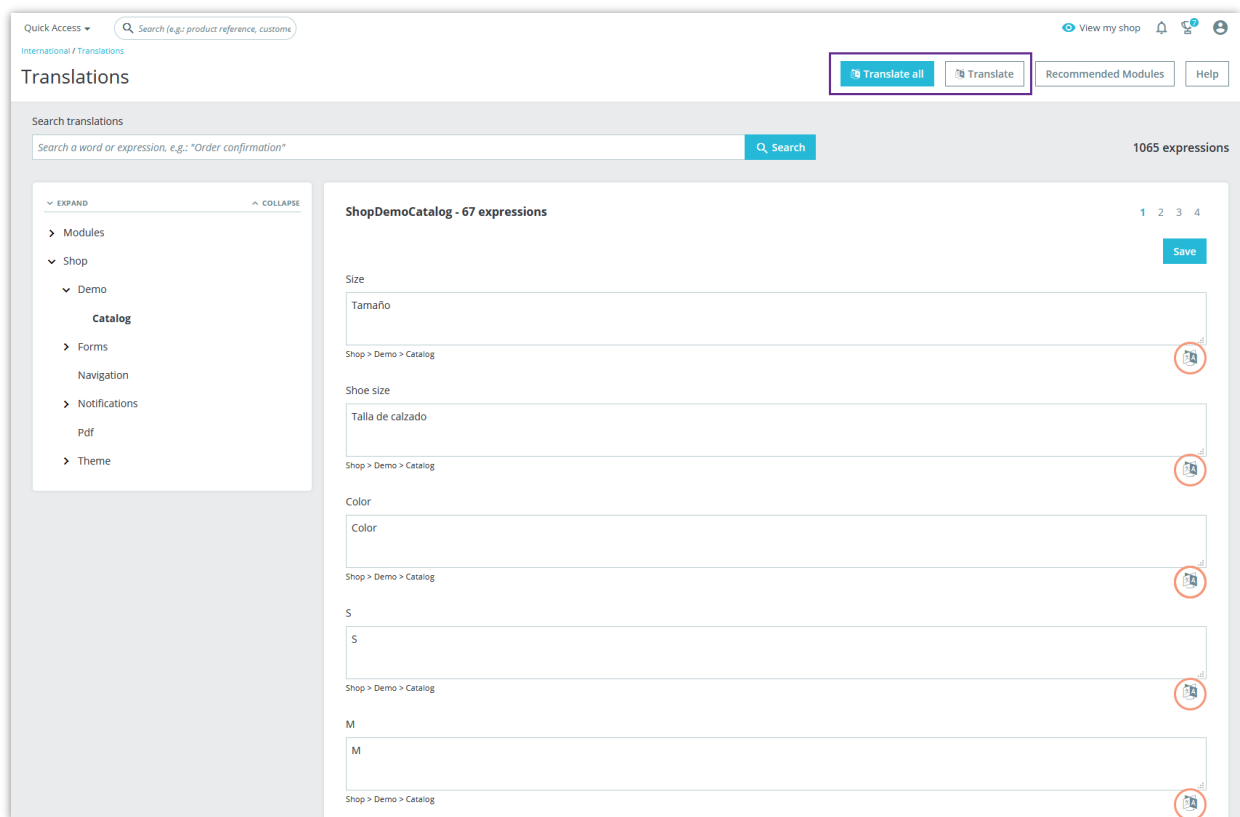 Quick Access
Search (e.g.: product reference, custome
View my shop
7
International / Translations
Translations
Translate all
Translate
Recommended Modules
Help
Search translations
Search a word or expression, e.g.: "Order confirmation"
Search
1065 expressions
EXPAND
COLLAPSE
Modules
Shop
Demo
Catalog
Forms
Navigation
Notifications
Pdf
Theme
ShopDemoCatalog - 67 expressions
1 2 3 4
Save
Size
Tamaño
Shop > Demo > Catalog
Shoe size
Talla de calzado
Shop > Demo > Catalog
Color
Color
Shop > Demo > Catalog
S
S
Shop > Demo > Catalog
M
M
Shop > Demo > Catalog